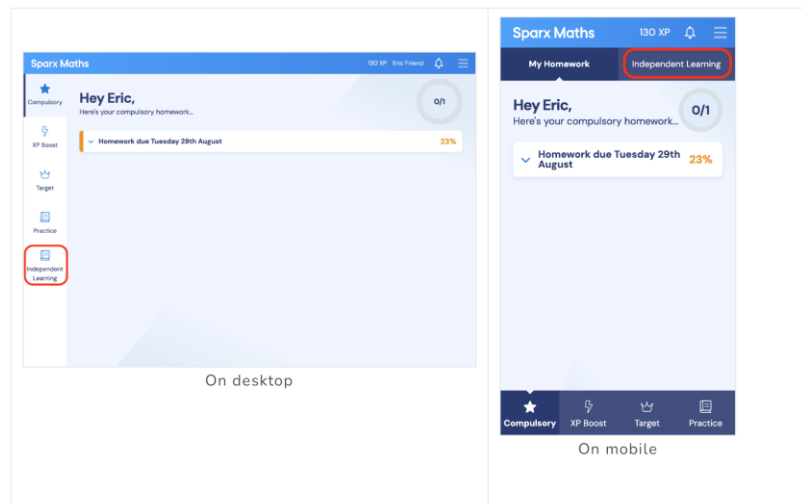 Sparx Maths
130 XP Eric Friend
Compulsory
XP Boost
Target
Practice
Independent
Learning
Hey Eric,
Here's your compulsory homework...
0/1
Homework due Tuesday 29th August
23%
On desktop
Sparx Maths
130 XP
My Homework
Independent Learning
Hey Eric,
Here's your compulsory homework...
0/1
Homework due Tuesday 29th
August
23%
Compulsory
XP Boost
Target
Practice
On mobile